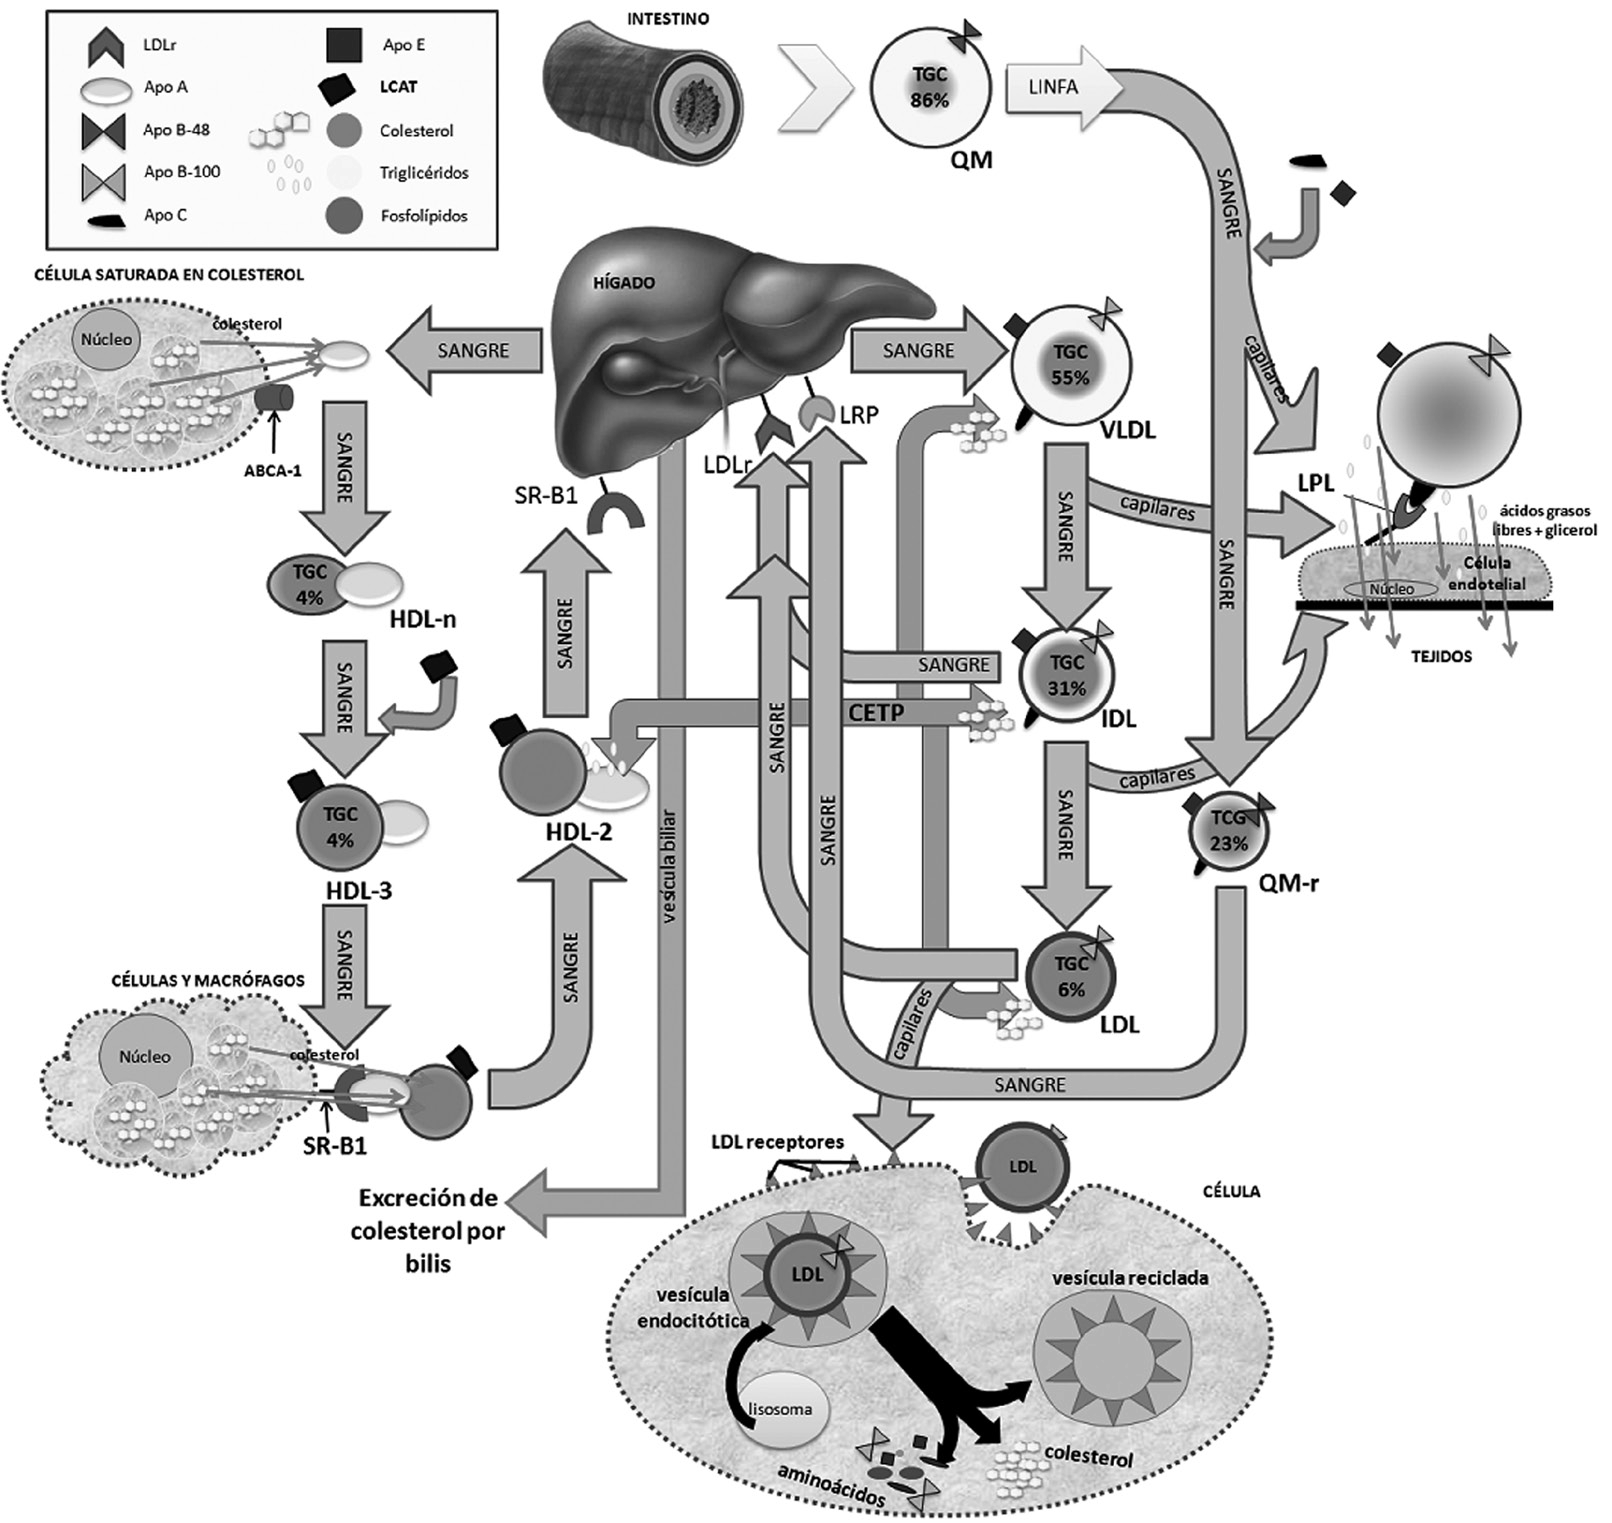 LDLr
Apo A
Apo B-48
Apo B-100
Apo C
Apo E
LCAT
Colesterol
Triglicéridos
Fosfolípidos
INTESTINO
TGC
86%
QM
LINFA
SANGRE
capilares
CÉLULA SATURADA EN COLESTEROL
Núcleo
colesterol
ABCA-1
SANGRE
HÍGADO
SANGRE
TGC
55%
VLDL
LRP
LDLr
SR-B1
SANGRE
TGC
4%
HDL-n
SANGRE
TGC
4%
HDL-3
SANGRE
SANGRE
HDL-2
SANGRE
vesícula biliar
CETP
SANGRE
SANGRE
SANGRE
SANGRE
capilares
LPL
ácidos grasos
libres + glicerol
Célula
endotelial
Núcleo
TEJIDOS
SANGRE
TGC
31%
IDL
SANGRE
capilares
TCG
23%
QM-r
TGC
6%
LDL
capilares
SANGRE
CÉLULAS Y MACRÓFAGOS
Núcleo
colesterol
SR-B1
Excreción de
colesterol por
bilis
LDL receptores
LDL
CÉLULA
LDL
vesícula
endocitótica
vesícula reciclada
lisosoma
aminoácidos
colesterol